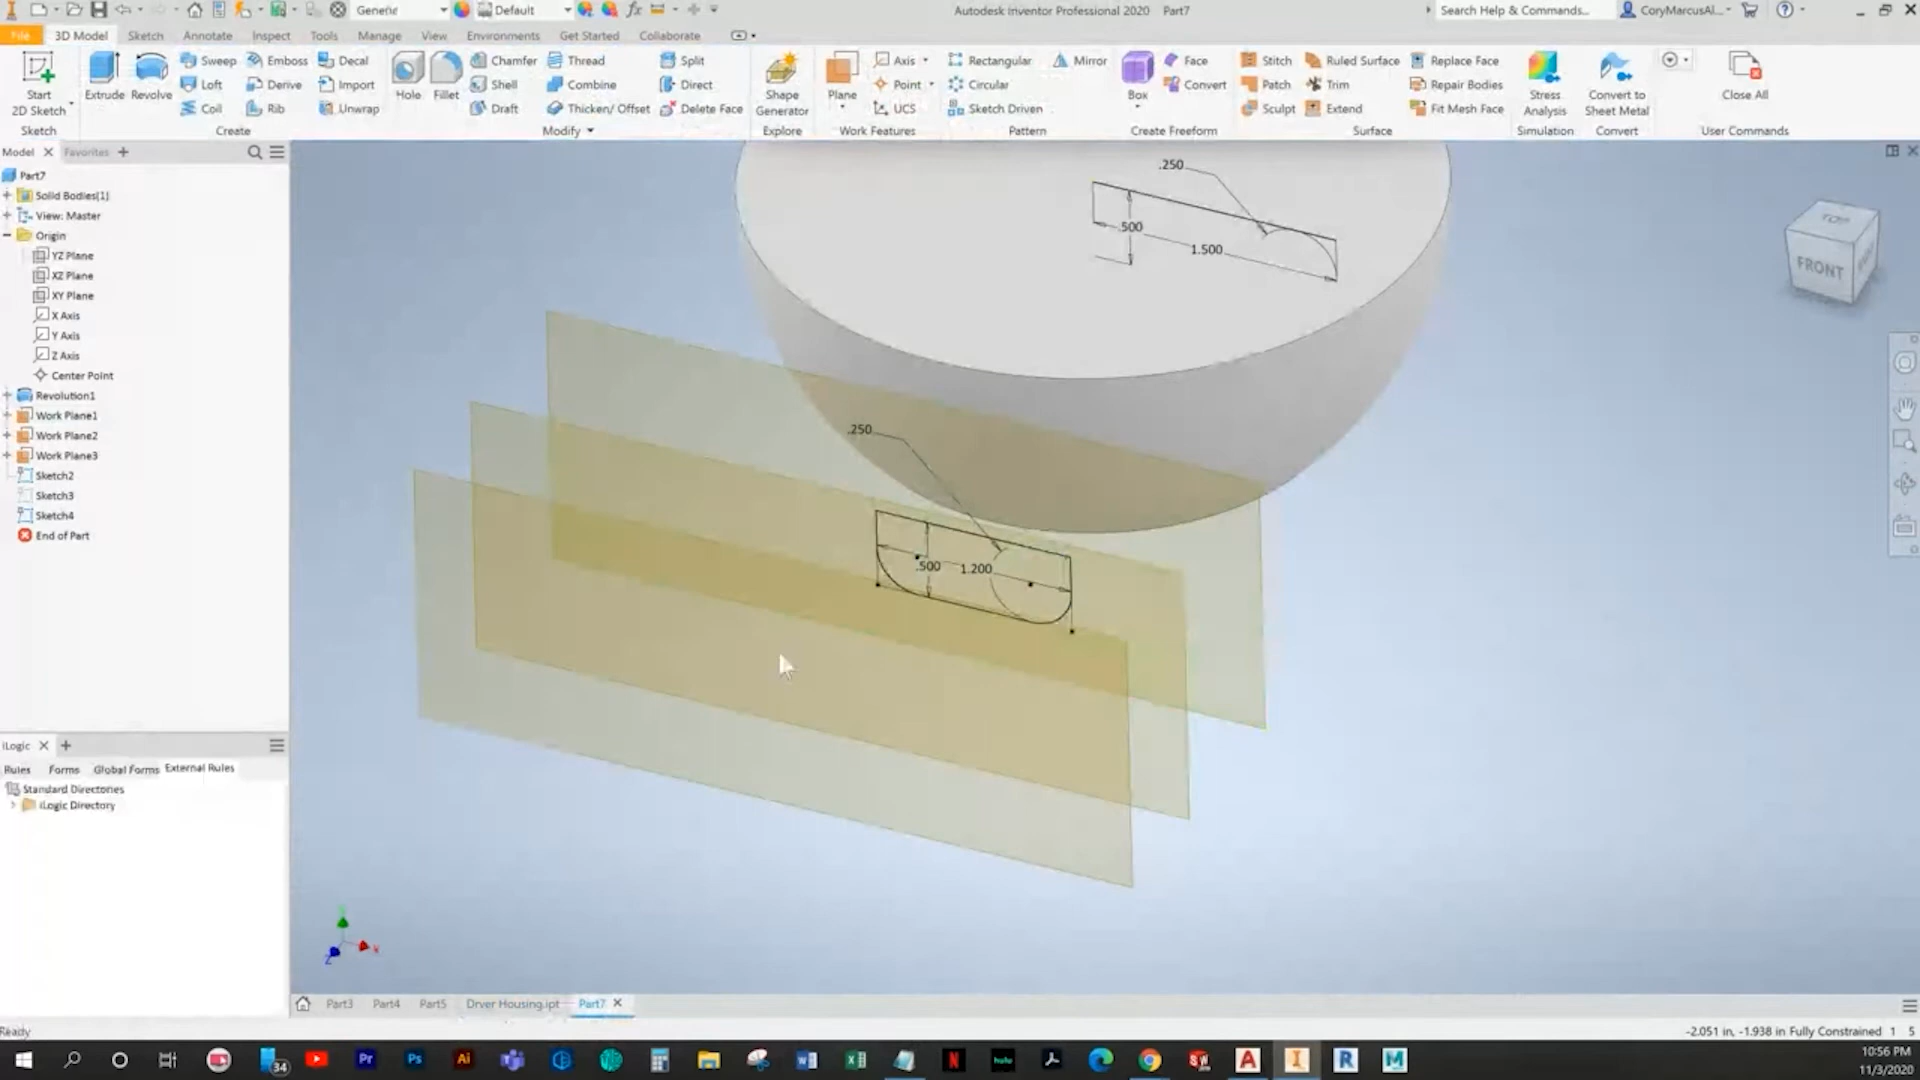 Generic
Default
fx
Autodesk Inventor Professional 2020 Part7
Search Help & Commands...
CoryMarcusAl...
File
3D Model
Sketch
Annotate
Inspect
Tools
Manage
View
Environments
Get Started
Collaborate
Start
2D Sketch
Extrude
Revolve
Sweep
Emboss
Decal
Loft
Derive
Import
Coil
Rib
Unwrap
Hole
Fillet
Chamfer
Thread
Split
Shell
Combine
Direct
Draft
Thicken/ Offset
Delete Face
Shape
Generator
Plane
Axis
Point
UCS
Rectangular
Mirror
Circular
Sketch Driven
Box
Face
Convert
Stitch
Ruled Surface
Replace Face
Patch
Trim
Repair Bodies
Sculpt
Extend
Fit Mesh Face
Stress
Analysis
Convert to
Sheet Metal
Close All
Sketch
Create
Modify
Explore
Work Features
Pattern
Create Freeform
Surface
Simulation
Convert
User Commands
Model
Favorites
Part7
Solid Bodies(1)
View: Master
Origin
YZ Plane
XZ Plane
XY Plane
X Axis
Y Axis
Z Axis
Center Point
Revolution1
Work Plane1
Work Plane2
Work Plane3
Sketch2
Sketch3
Sketch4
End of Part
.250
.500
1.500
.250
.500
1.200
TOP
FRONT
iLogic
Rules
Forms
Global Forms
External Rules
Standard Directories
iLogic Directory
X
Z
Part3
Part4
Part5
Drver Housing.ipt
Part7
Ready
-2.051 in, -1.938 in Fully Constrained 1 5
34
Pr
Ps
Ai
N
hulu
SW
A
I
R
M
10:56 PM
11/3/2020